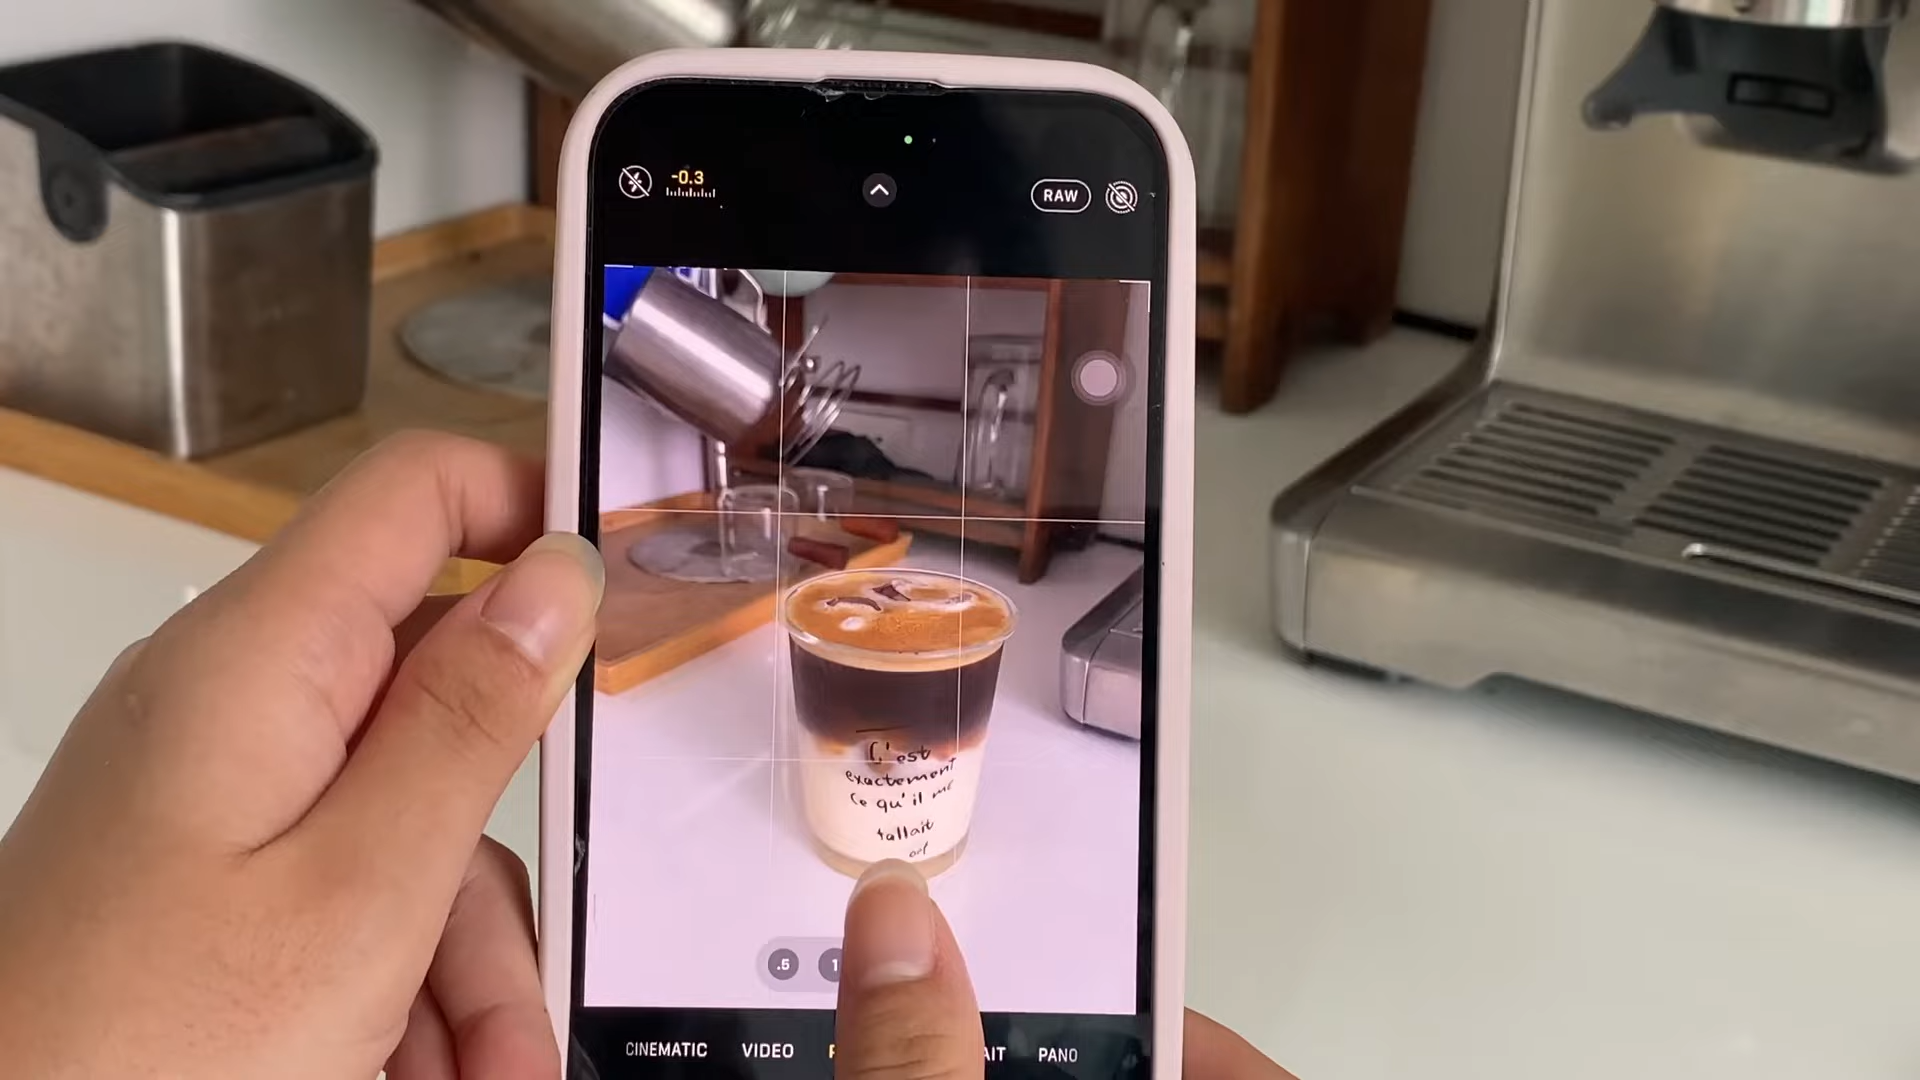 -0.3
RAW
C'est
exactement
ce qu'il me
fallait
.5 1
CINEMATIC VIDEO PANO